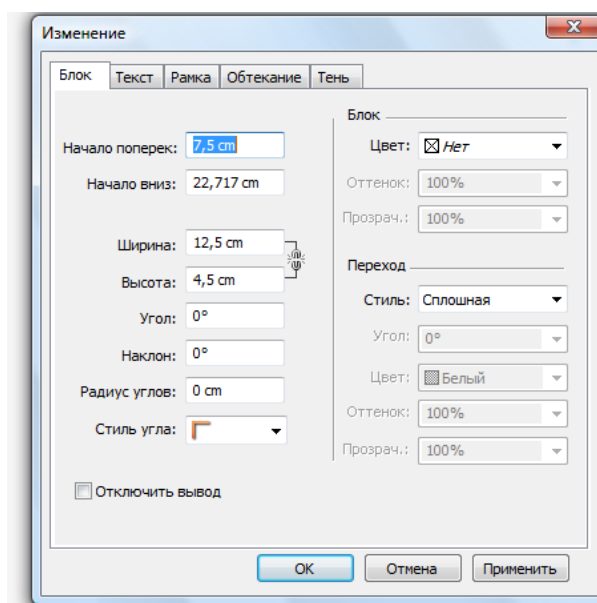 Изменение
Блок Текст Рамка Обтекание Тень
Начало поперек: 7,5 cm
Начало вниз: 22,717 cm
Ширина: 12,5 cm
Высота: 4,5 cm
Угол: 0°
Наклон: 0°
Радиус углов: 0 cm
Стиль угла:
Отключить вывод
Блок
Цвет: Нет
Оттенок: 100%
Прозрач.: 100%
Переход
Стиль: Сплошная
Угол: 0°
Цвет: Белый
Оттенок: 100%
Прозрач.: 100%
OK Отмена Применить